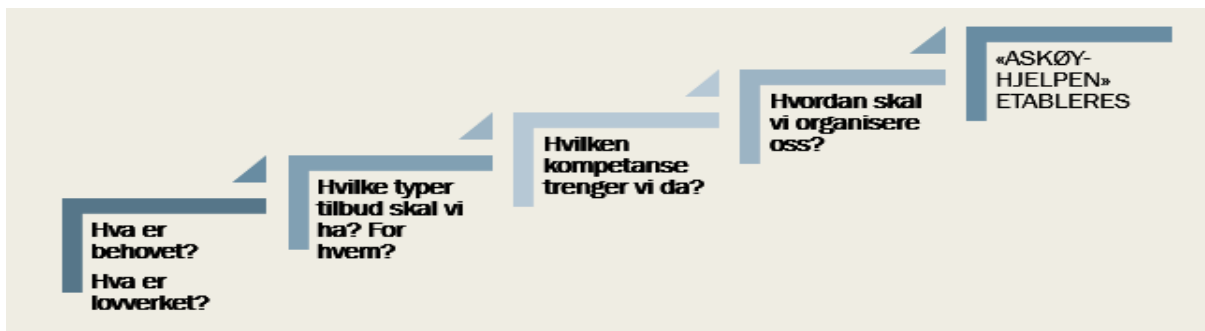 Hva er
behovet?
Hva er
lovverket?
Hvilke typer
tilbud skal vi
ha? For
hvem?
Hvilken
kompetanse
trenger vi da?
Hvordan skal
vi organisere
oss?
«ASKØY-
HJELPEN»
ETABLERES